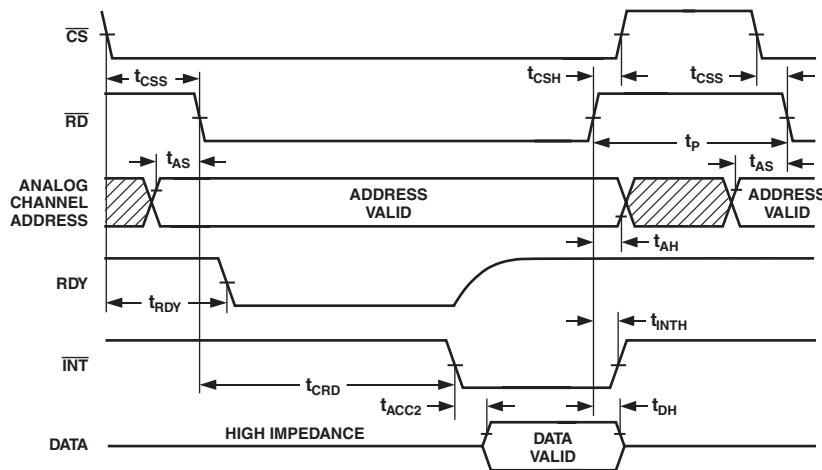 CS
tCSS
tCSH
tCSS
RD
tAS
tP
tAS
ANALOG
CHANNEL
ADDRESS
ADDRESS
VALID
ADDRESS
VALID
tAH
RDY
tRDY
tINTH
INT
tCRD
tACC2
tDH
DATA
HIGH IMPEDANCE
DATA
VALID